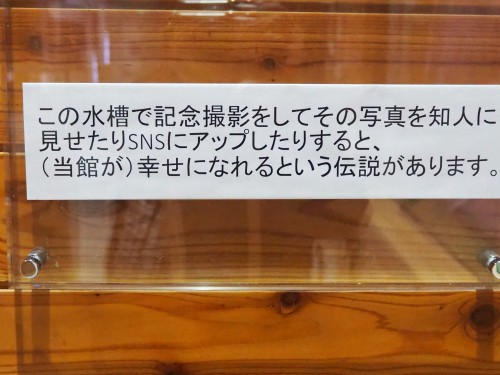 この水槽で記念撮影をしてその写真を知人に
見せたりSNSにアップしたりすると、
（当館が）幸せになれるという伝説があります。